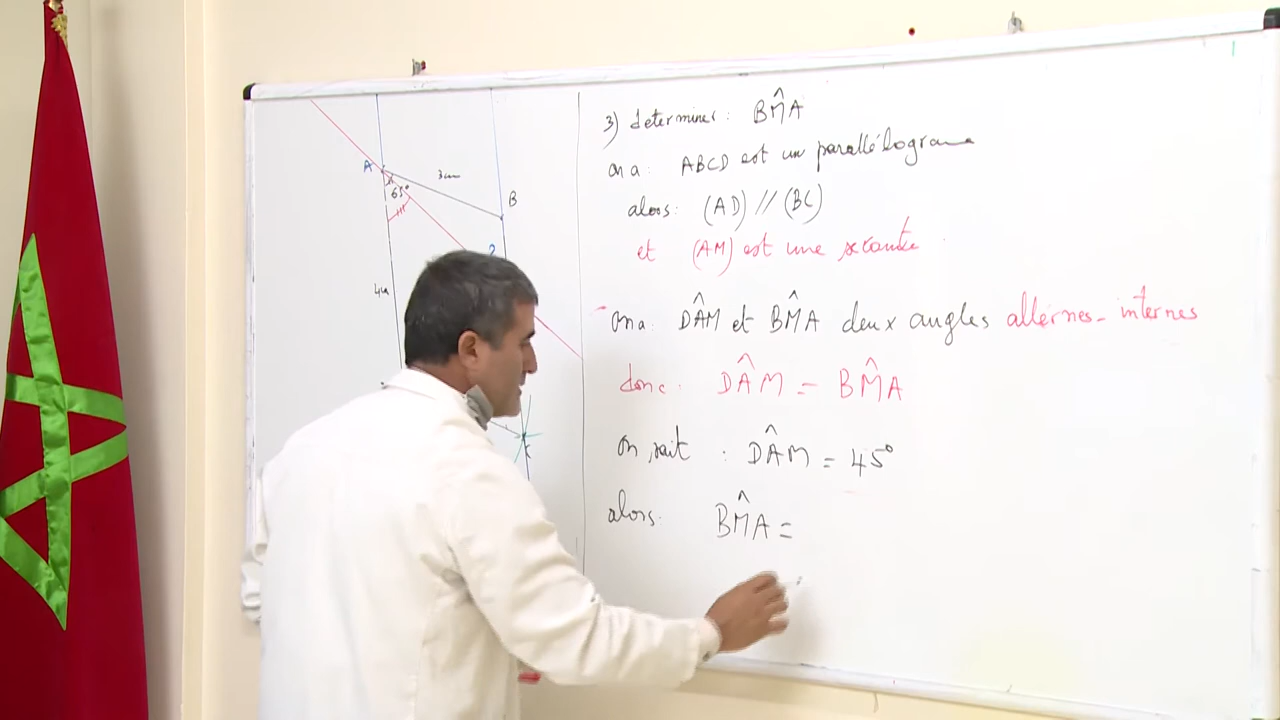 A
65°
3cm
B
4cm
3) determiner : BM̂A
on a : ABCD est un parallélograme
alors : (AD) // (BC)
et (AM) est une sécante
on a : DÂM et BM̂A deux angles alternes-internes
donc : DÂM = BM̂A
on sait : DÂM = 45°
alors : BM̂A =